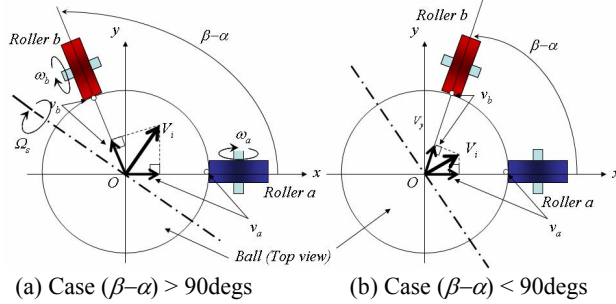 Roller b
y
β−α
ω_b
v_b
Ω_s
V_i
ω_a
O
x
Roller a
v_a
Roller b
y
β−α
v_b
V_y
V_i
O
x
Roller a
v_a
Ball (Top view)
(a) Case (β−α) > 90degs
(b) Case (β−α) < 90degs